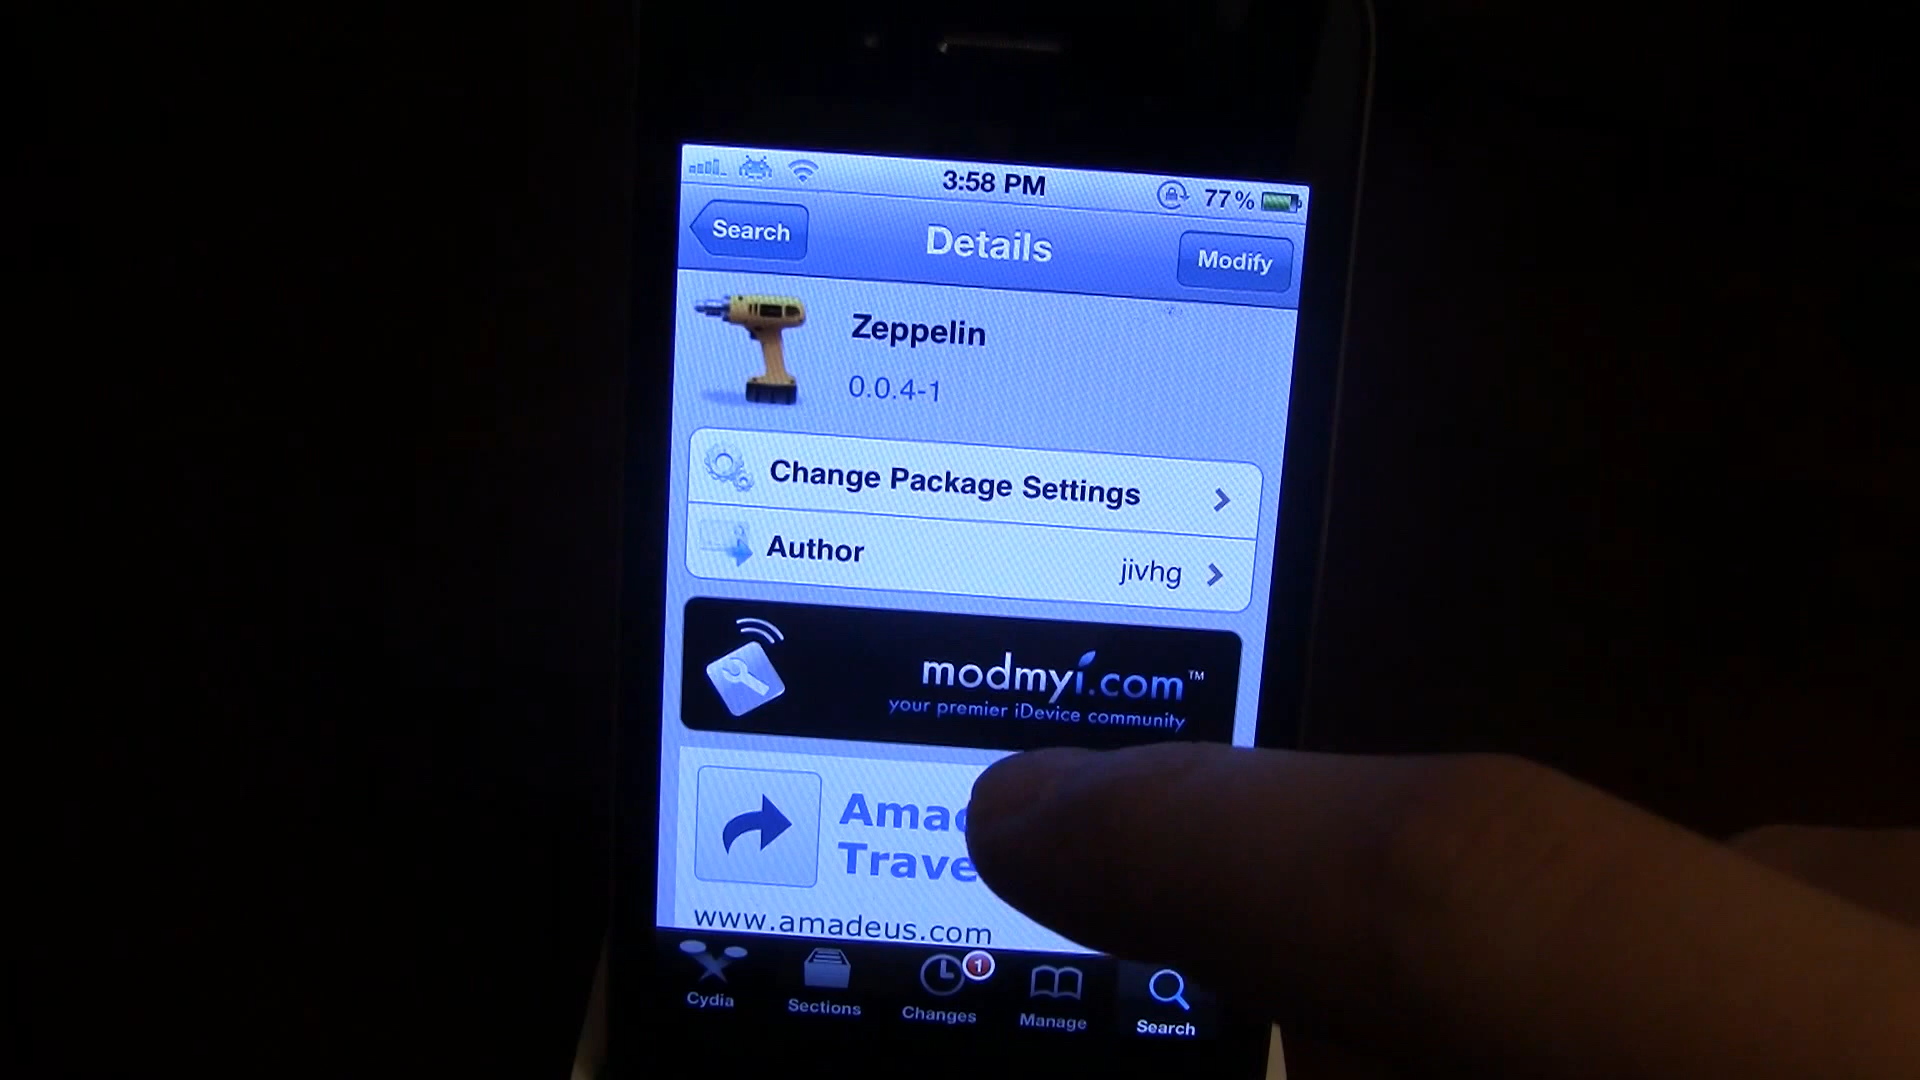 3:58 PM
77%
Search
Details
Modify
Zeppelin
0.0.4-1
Change Package Settings
Author
jivhg
modmyi.com™
your premier iDevice community
www.amadeus.com
Cydia
Sections
1
Changes
Manage
Search